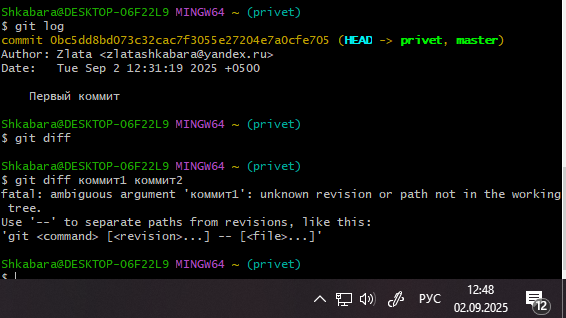 Shkabara@DESKTOP-06F22L9 MINGW64 ~ (privet)
$ git log
commit 0bc5dd8bd073c32cac7f3055e27204e7a0cfe705 (HEAD -> privet, master)
Author: Zlata <zlatashkabara@yandex.ru>
Date:   Tue Sep 2 12:31:19 2025 +0500
Первый коммит
Shkabara@DESKTOP-06F22L9 MINGW64 ~ (privet)
$ git diff
Shkabara@DESKTOP-06F22L9 MINGW64 ~ (privet)
$ git diff коммит1 коммит2
fatal: ambiguous argument 'коммит1': unknown revision or path not in the working
tree.
Use '--' to separate paths from revisions, like this:
'git <command> [<revision>...] -- [<file>...]'
Shkabara@DESKTOP-06F22L9 MINGW64 ~ (privet)
$
РУС
12:48
02.09.2025
12